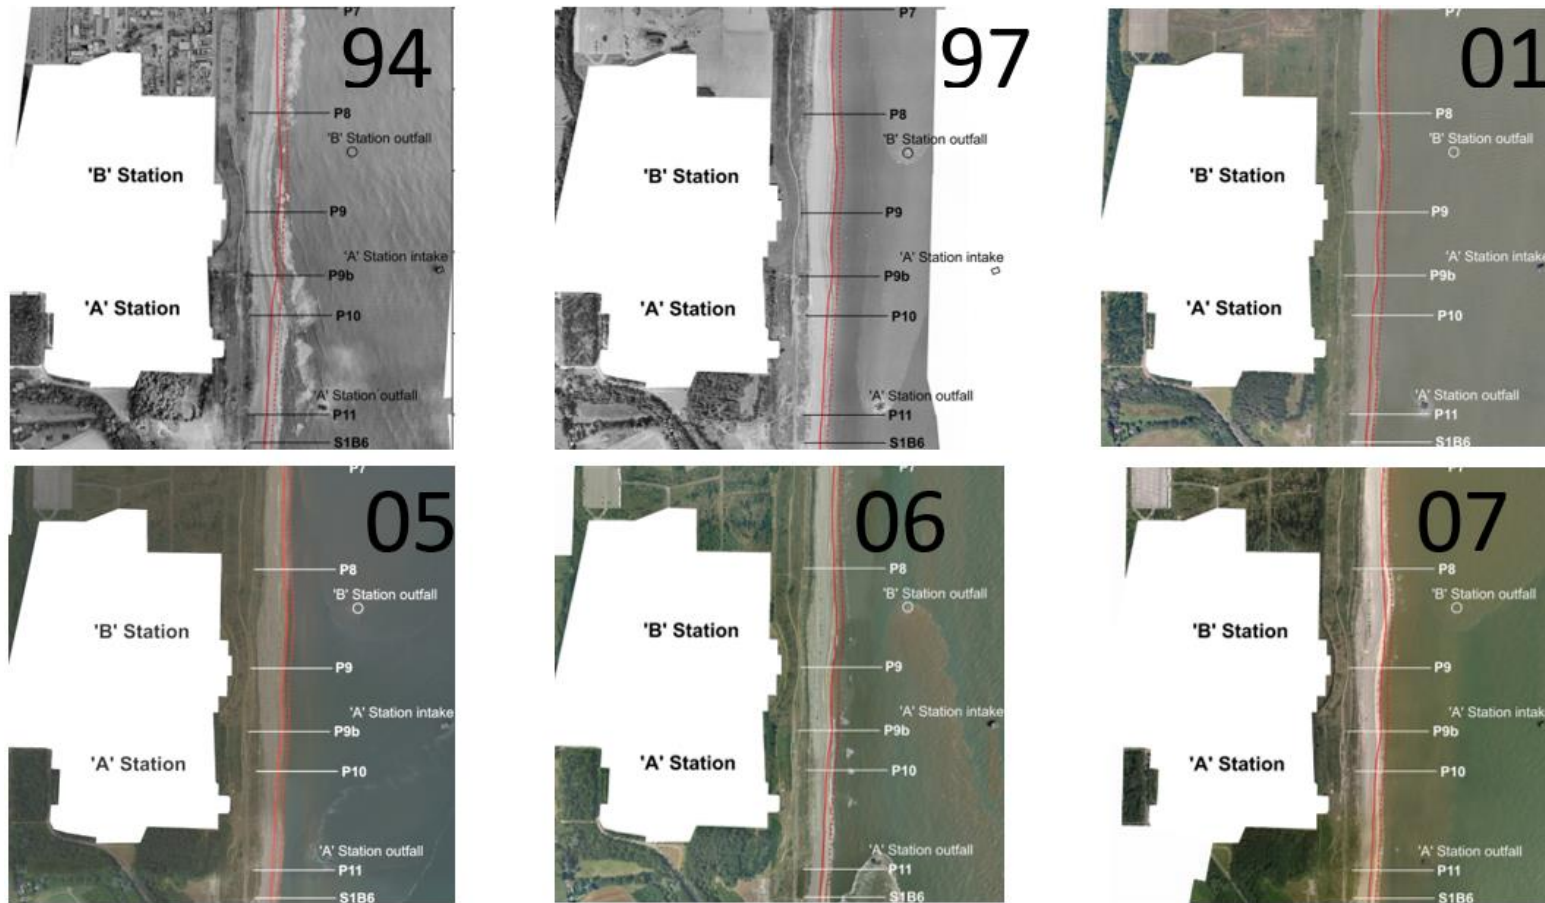 P7
94
P8
'B' Station outfall
'B' Station
P9
'A' Station intake
P9b
'A' Station
P10
'A' Station outfall
P11
S1B6
P7
97
P8
'B' Station outfall
'B' Station
P9
'A' Station intake
P9b
'A' Station
P10
'A' Station outfall
P11
S1B6
P7
01
P8
'B' Station outfall
'B' Station
P9
'A' Station intake
P9b
'A' Station
P10
'A' Station outfall
P11
S1B6
P7
05
P8
'B' Station outfall
'B' Station
P9
'A' Station intake
P9b
'A' Station
P10
'A' Station outfall
P11
S1B6
P7
06
P8
'B' Station outfall
'B' Station
P9
'A' Station intake
P9b
'A' Station
P10
'A' Station outfall
P11
S1B6
P7
07
P8
'B' Station outfall
'B' Station
P9
'A' Station intake
P9b
'A' Station
P10
'A' Station outfall
P11
S1B6